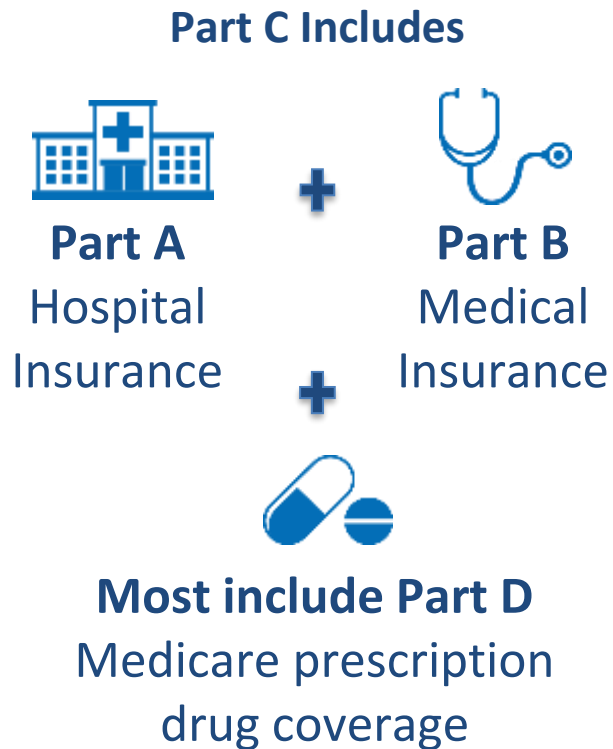 Part C Includes
Part A
Hospital
Insurance
Part B
Medical
Insurance
Most include Part D
Medicare prescription
drug coverage